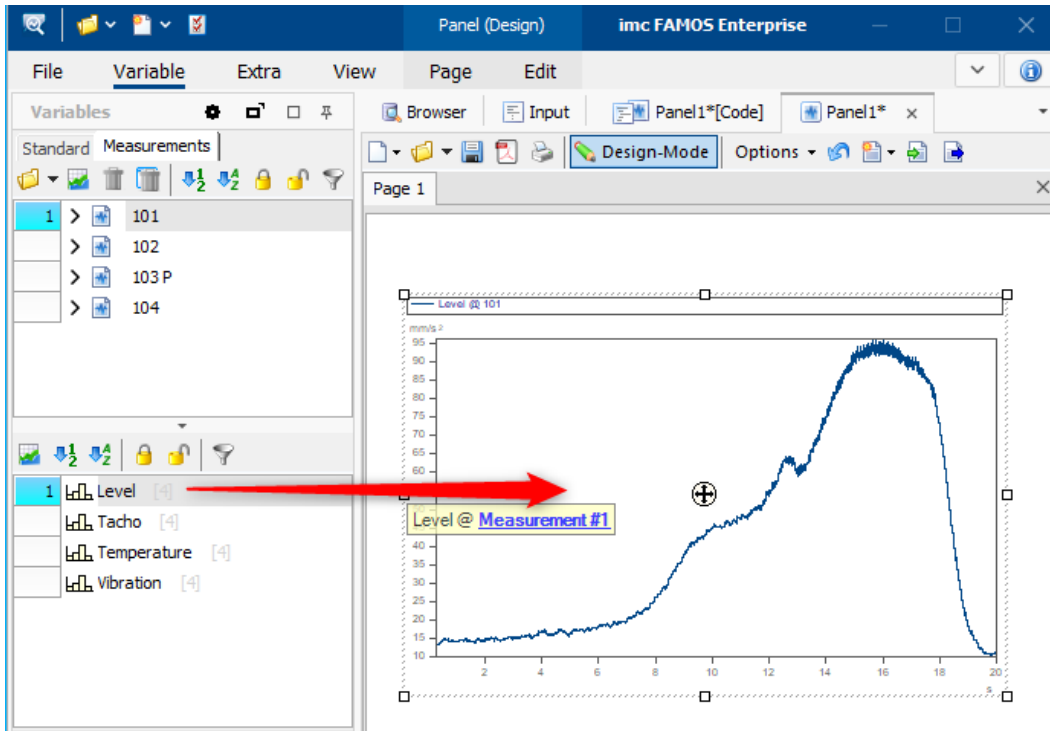 Panel (Design)
imc FAMOS Enterprise
File Variable Extra View Page Edit
Variables
Browser Input Panel1*[Code] Panel1*
Standard Measurements
Design-Mode Options
Page 1
1 101
102
103 P
104
Level @ 101
mm/s²
95
90
85
80
75
70
65
60
1 Level [4]
Tacho [4]
Temperature [4]
Vibration [4]
Level @ Measurement #1
40
35
30
25
20
15
10
2 4 6 8 10 12 14 16 18 20
s